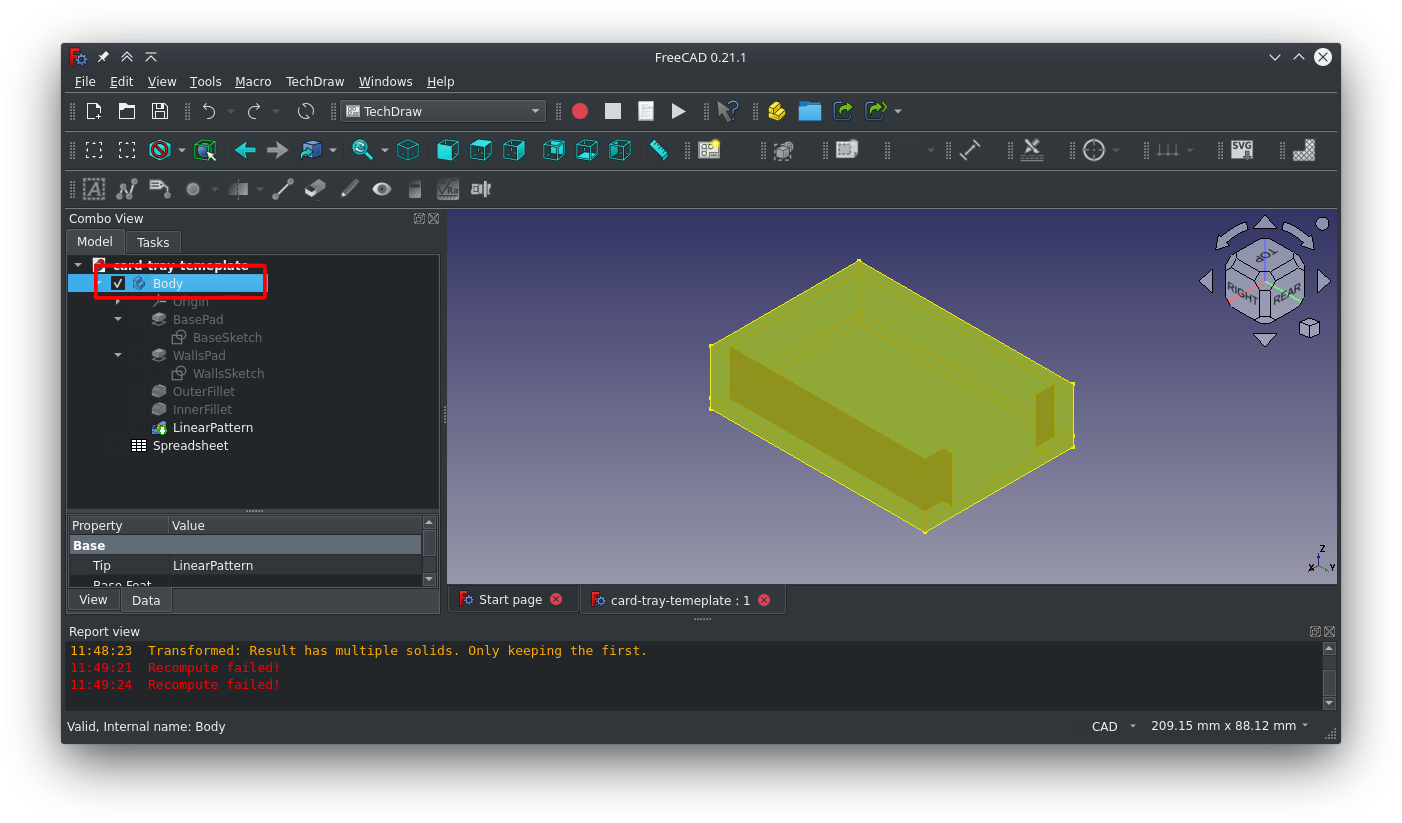 FreeCAD 0.21.1
File Edit View Tools Macro TechDraw Windows Help
TechDraw
SVG
A
Ra
Combo View
Model Tasks
card-tray-temeplate
Body
Origin
BasePad
BaseSketch
WallsPad
WallsSketch
OuterFillet
InnerFillet
LinearPattern
Spreadsheet
Property Value
Base
Tip LinearPattern
Base Feat
View Data
TOP
RIGHT
REAR
Z
X
Y
Start page
card-tray-temeplate : 1
Report view
11:48:23 Transformed: Result has multiple solids. Only keeping the first.
11:49:21 Recompute failed!
11:49:24 Recompute failed!
Valid, Internal name: Body
CAD
209.15 mm x 88.12 mm